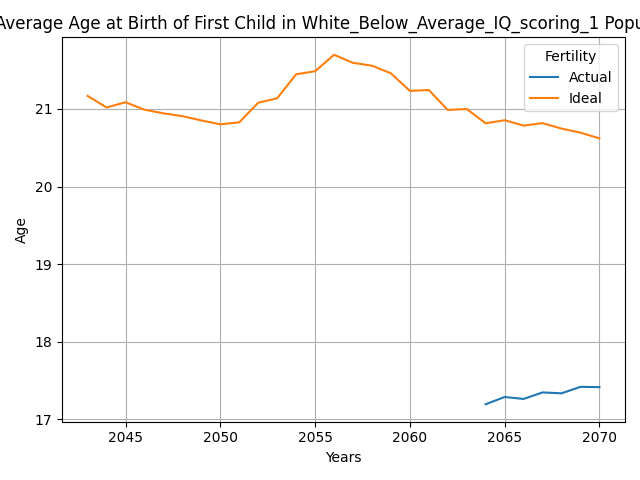 Average Age at Birth of First Child in White_Below_Average_IQ_scoring_1 Popu
Fertility
Actual
Ideal
Age
21
20
19
18
17
2045 2050 2055 2060 2065 2070
Years